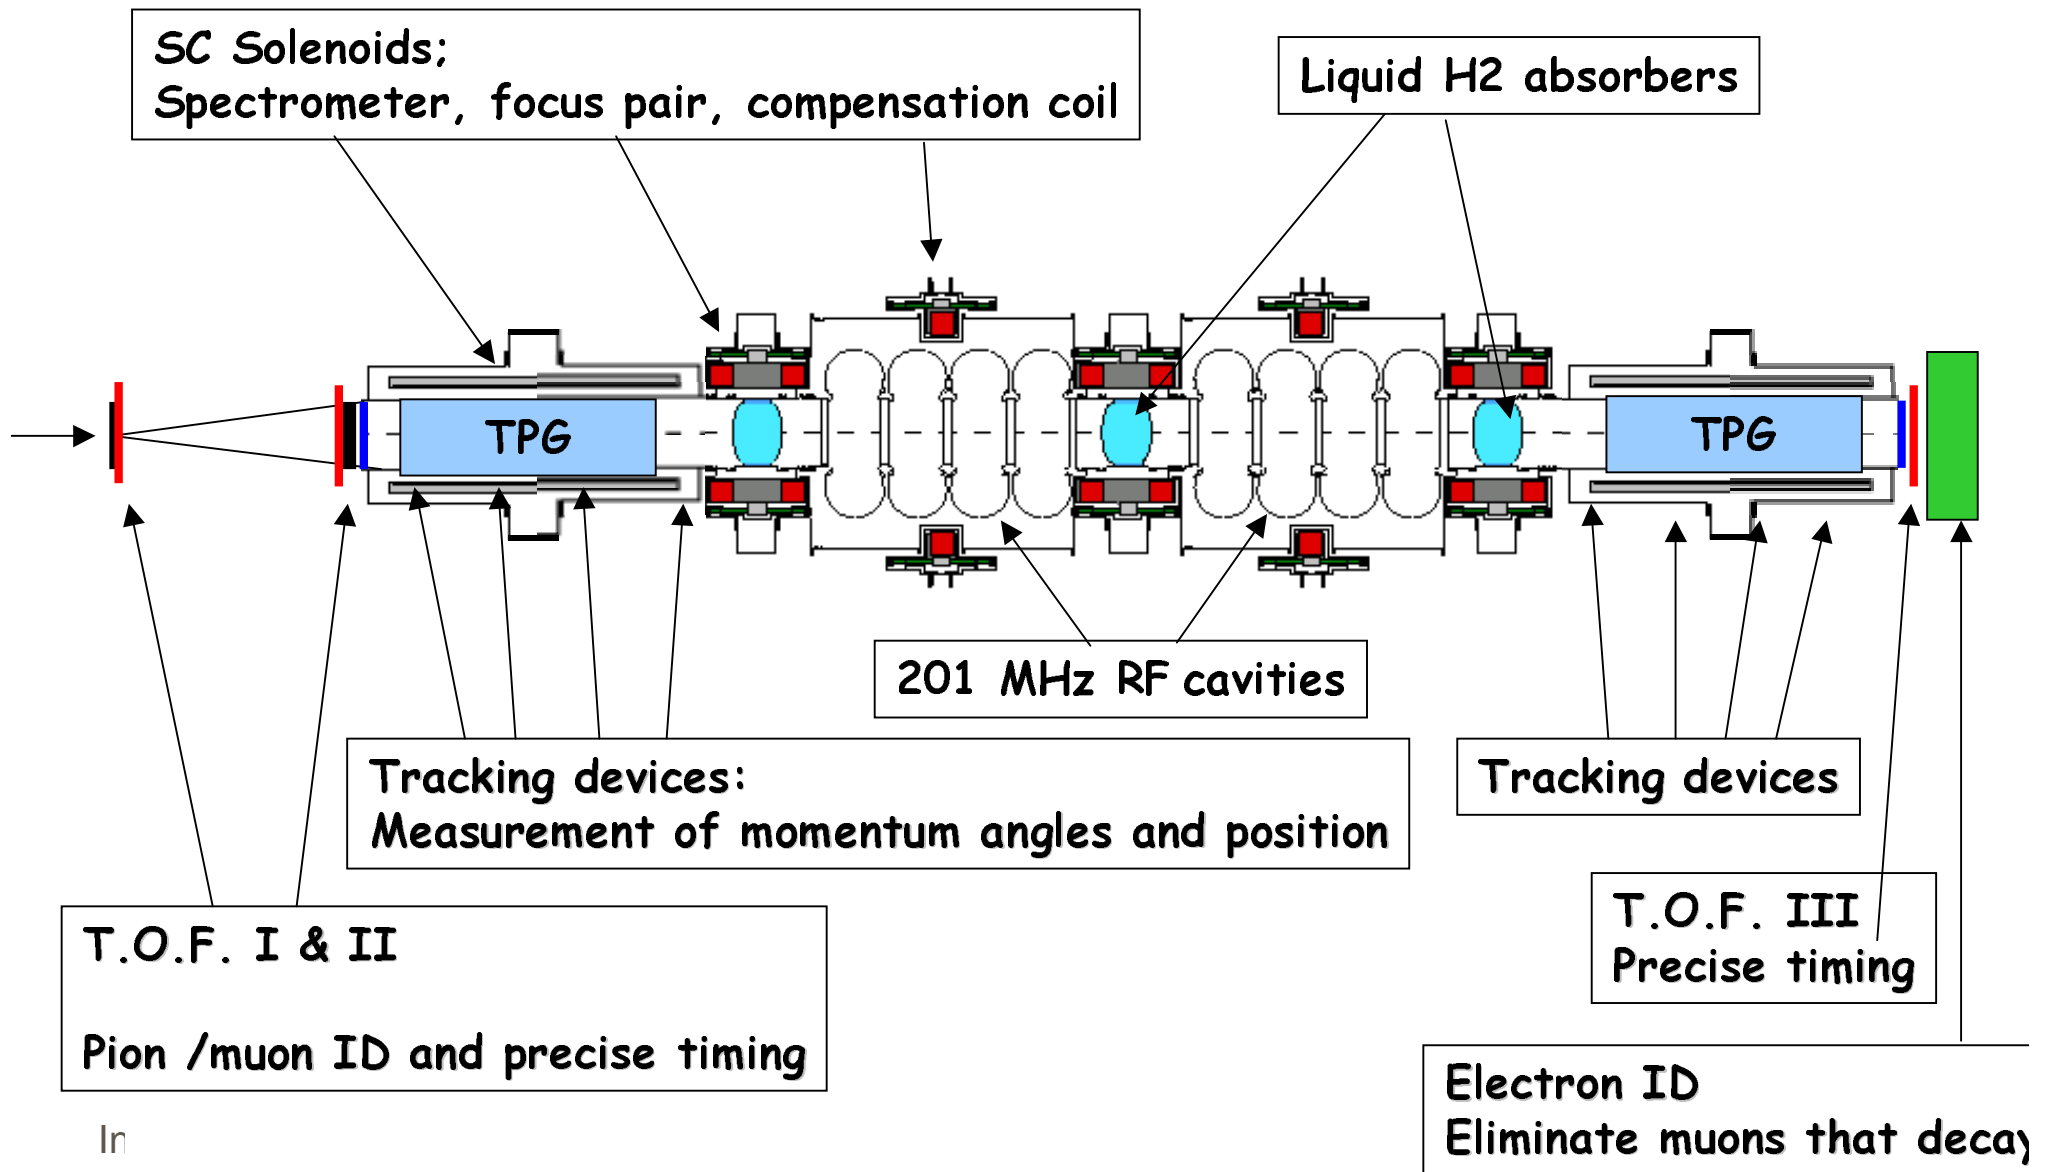 SC Solenoids;
Spectrometer, focus pair, compensation coil
Liquid H2 absorbers
TPG
TPG
201 MHz RF cavities
Tracking devices:
Measurement of momentum angles and position
Tracking devices
T.O.F. I & II
Pion /muon ID and precise timing
T.O.F. III
Precise timing
Electron ID
Eliminate muons that decay